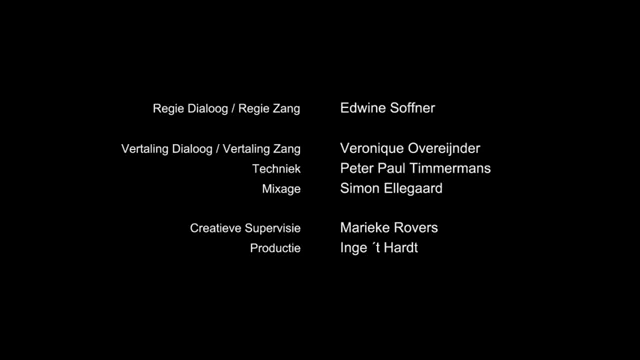 Regie Dialoog / Regie Zang Edwine Soffner
Vertaling Dialoog / Vertaling Zang Veronique Overeijnder
Techniek Peter Paul Timmermans
Mixage Simon Ellegaard
Creatieve Supervisie Marieke Rovers
Productie Inge ´t Hardt